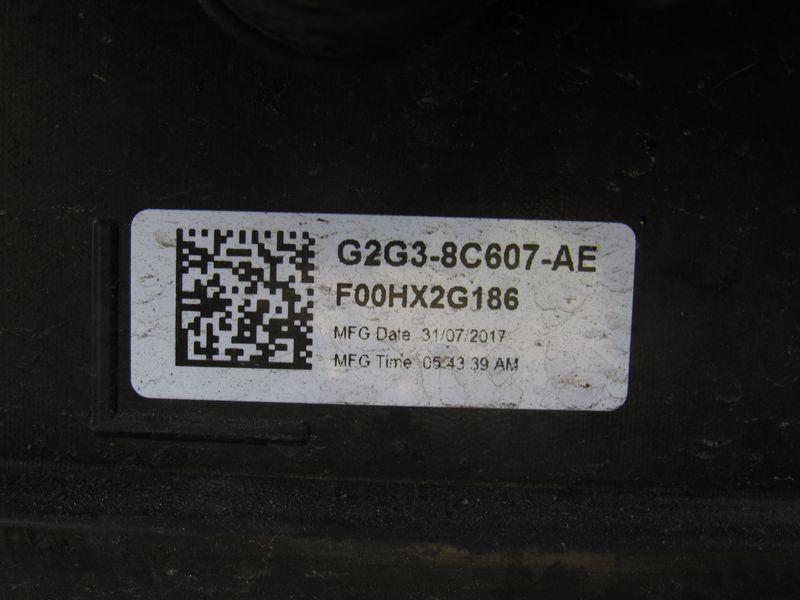 G2G3-8C607-AE
F00HX2G186
MFG Date 31/07/2017
MFG Time 05:43:39 AM